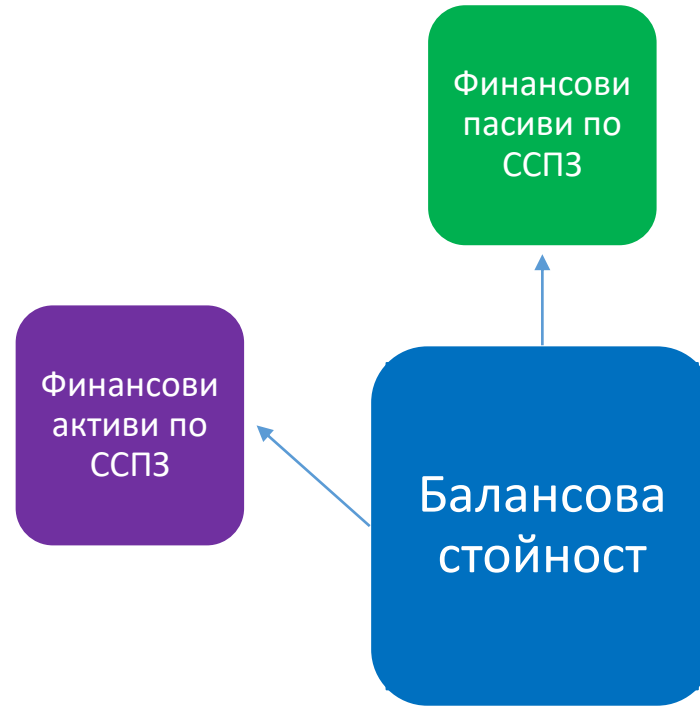 Финансови
пасиви по
ССПЗ
Финансови
активи по
ССПЗ
Балансова
стойност